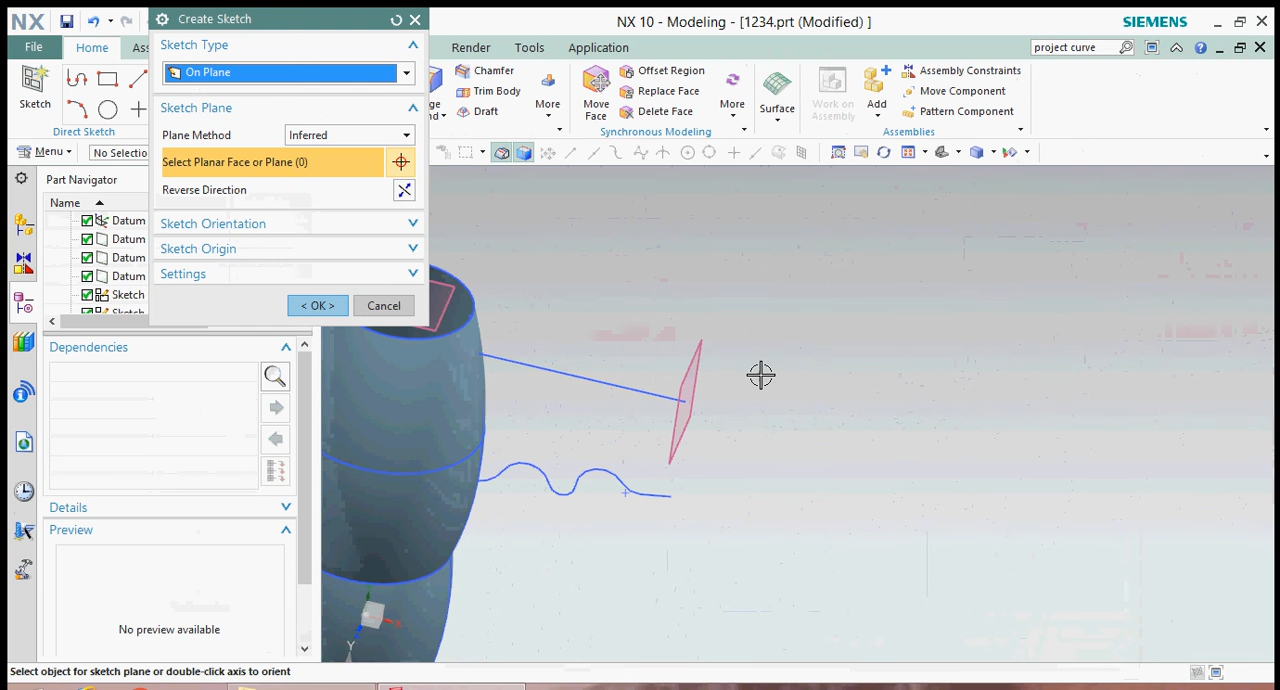 NX
Create Sketch
NX 10 - Modeling - [1234.prt (Modified) ]
SIEMENS
File
Home
Ass
Render
Tools
Application
project curve
Sketch Type
On Plane
Sketch Plane
Plane Method
Inferred
Select Planar Face or Plane (0)
Reverse Direction
Sketch Orientation
Sketch Origin
Settings
< OK >
Cancel
Sketch
Direct Sketch
Chamfer
Trim Body
Draft
More
Move Face
Offset Region
Replace Face
Delete Face
More
Synchronous Modeling
Surface
Work on Assembly
Add
Assembly Constraints
Move Component
Pattern Component
Assemblies
Menu
No Selectio
Part Navigator
Name
Datum
Datum
Datum
Datum
Sketch
Sketch
Dependencies
Details
Preview
No preview available
Y
Select object for sketch plane or double-click axis to orient